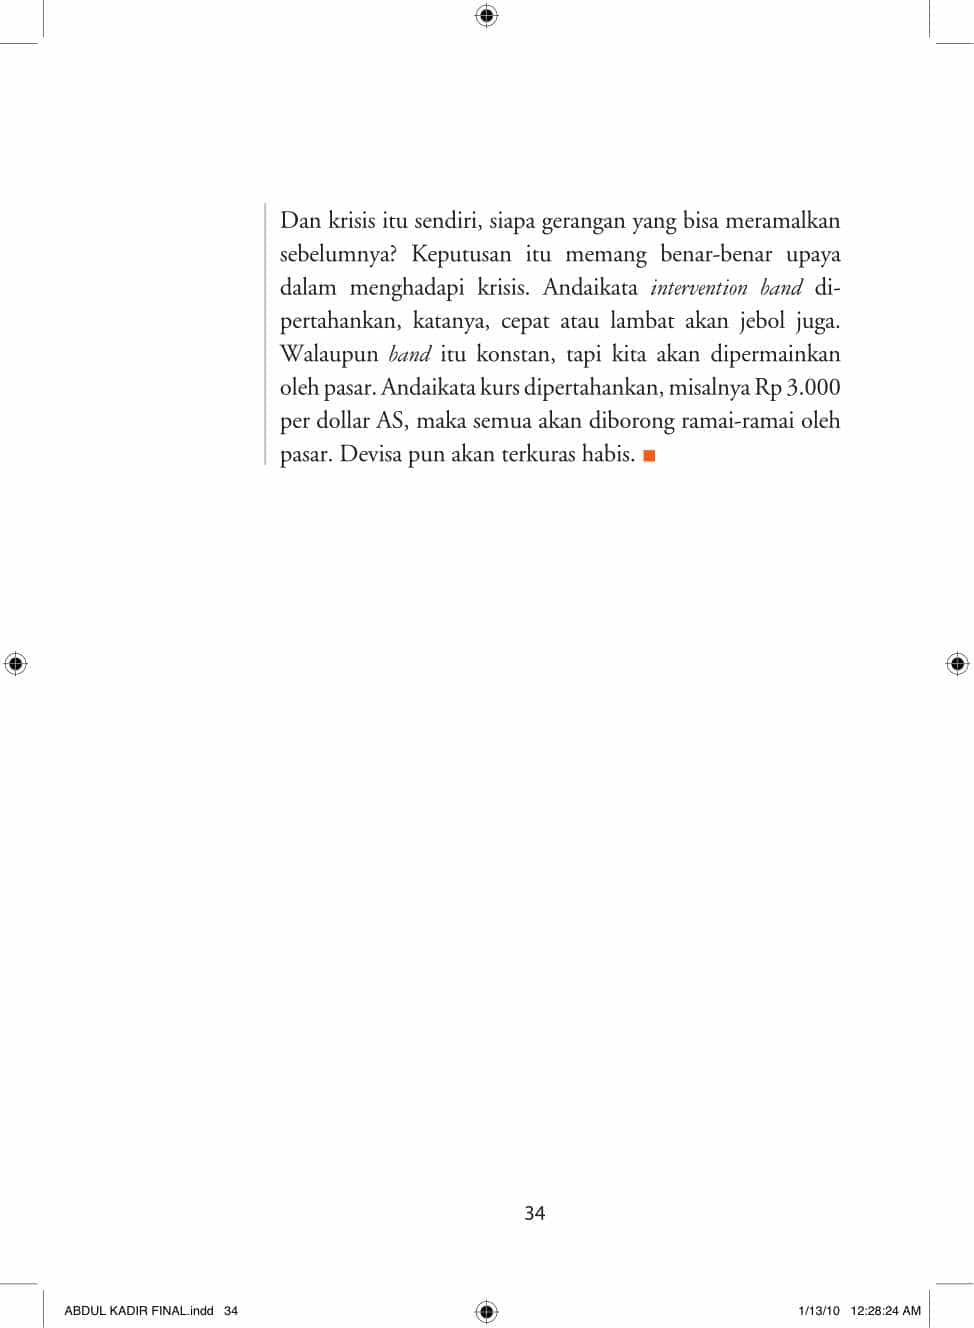 Dan krisis itu sendiri, siapa gerangan yang bisa meramalkan
sebelumnya? Keputusan itu memang benar-benar upaya
dalam menghadapi krisis. Andaikata intervention band di-
pertahankan, katanya, cepat atau lambat akan jebol juga.
Walaupun band itu konstan, tapi kita akan dipermainkan
oleh pasar. Andaikata kurs dipertahankan, misalnya Rp 3.000
per dollar AS, maka semua akan diborong ramai-ramai oleh
pasar. Devisa pun akan terkuras habis.
34
ABDUL KADIR FINAL.indd 34
1/13/10 12:28:24 AM